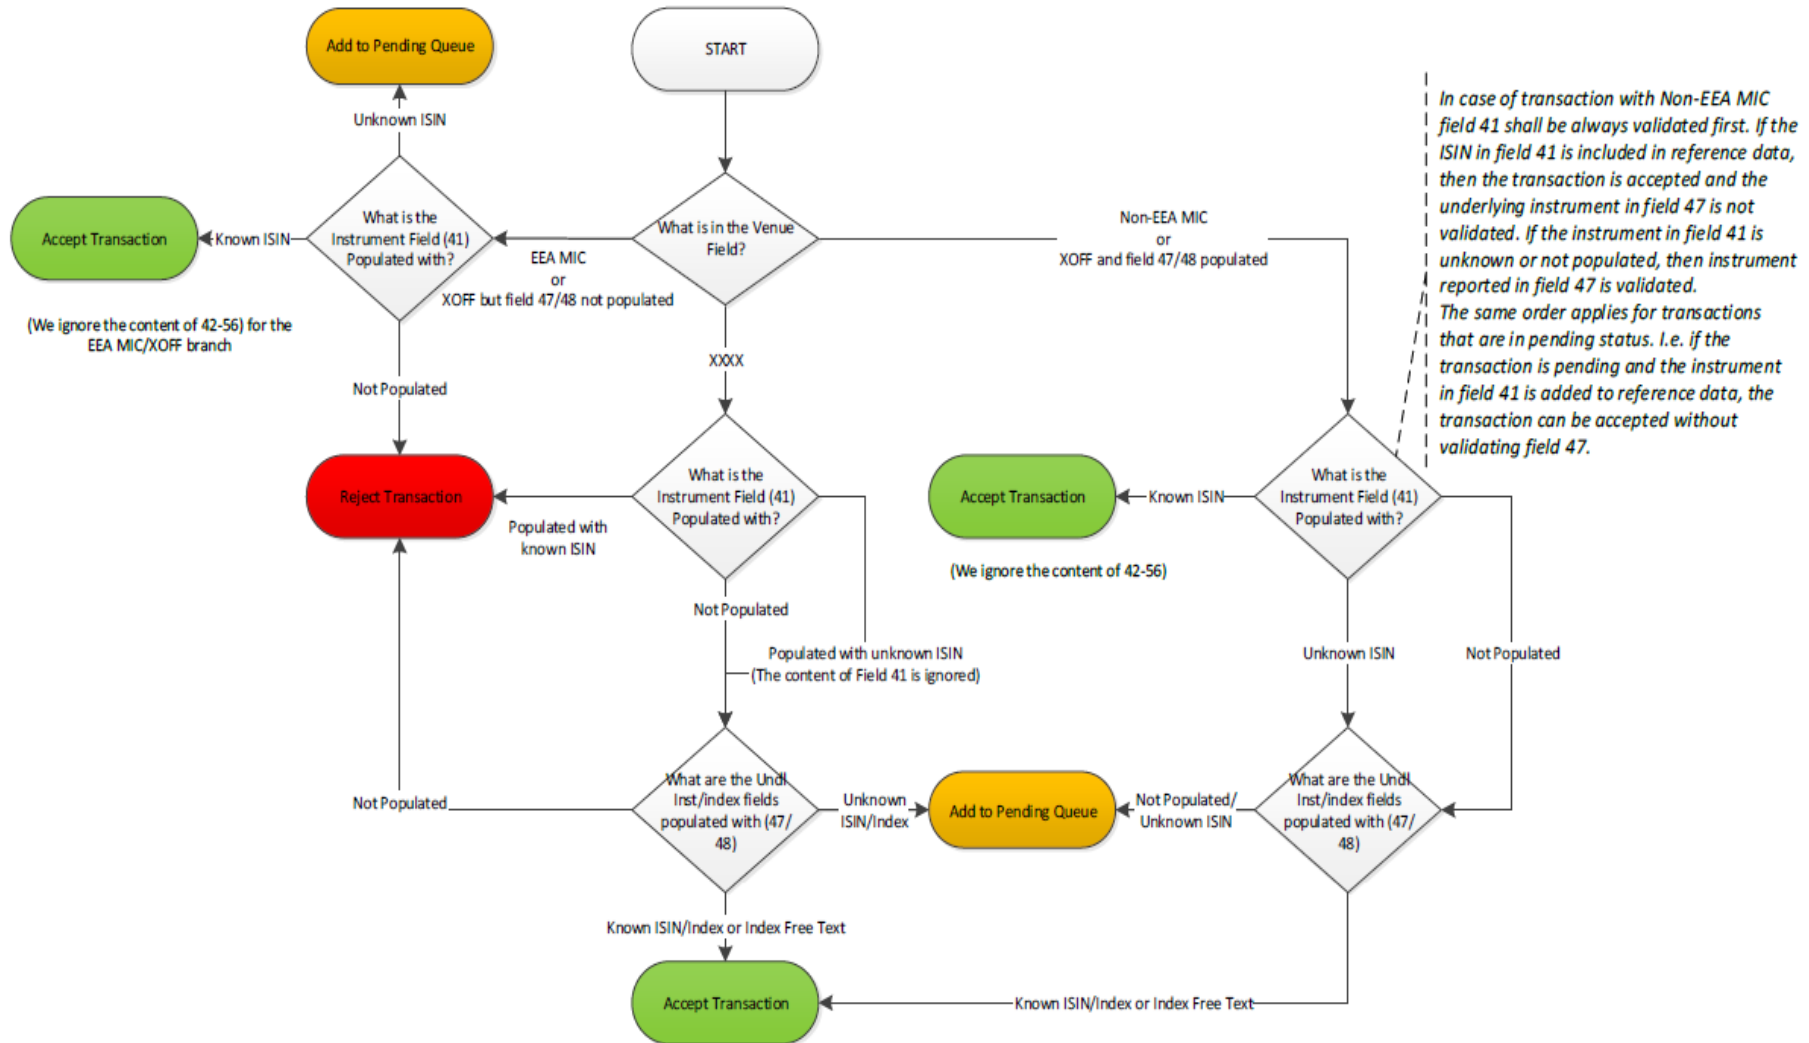 Add to Pending Queue
START
Unknown ISIN
In case of transaction with Non-EEA MIC
field 41 shall be always validated first. If the
ISIN in field 41 is included in reference data,
then the transaction is accepted and the
underlying instrument in field 47 is not
validated. If the instrument in field 41 is
unknown or not populated, then instrument
reported in field 47 is validated.
The same order applies for transactions
that are in pending status. I.e. if the
transaction is pending and the instrument
in field 41 is added to reference data, the
transaction can be accepted without
validating field 47.
Accept Transaction
Known ISIN
What is the
Instrument Field (41)
Populated with?
EEA MIC
or
XOFF but field 47/48 not populated
What is in the Venue
Field?
Non-EEA MIC
or
XOFF and field 47/48 populated
(We ignore the content of 42-56) for the
EEA MIC/XOFF branch
Not Populated
XXXX
Reject Transaction
Populated with
known ISIN
What is the
Instrument Field (41)
Populated with?
Accept Transaction
Known ISIN
What is the
Instrument Field (41)
Populated with?
(We ignore the content of 42-56)
Not Populated
Populated with unknown ISIN
(The content of Field 41 is ignored)
Unknown ISIN
Not Populated
Not Populated
What are the Undl
Inst/index fields
populated with (47/
48)
Unknown
ISIN/Index
Add to Pending Queue
Not Populated/
Unknown ISIN
What are the Undl
Inst/index fields
populated with (47/
48)
Known ISIN/Index or Index Free Text
Accept Transaction
Known ISIN/Index or Index Free Text